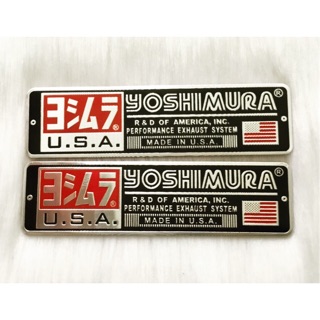 ヨシムラ®
U.S.A.
YOSHIMURA®
R & D OF AMERICA, INC.
PERFORMANCE EXHAUST SYSTEM
MADE IN U.S.A.
ヨシムラ®
U.S.A.
YOSHIMURA®
R & D OF AMERICA, INC.
PERFORMANCE EXHAUST SYSTEM
MADE IN U.S.A.